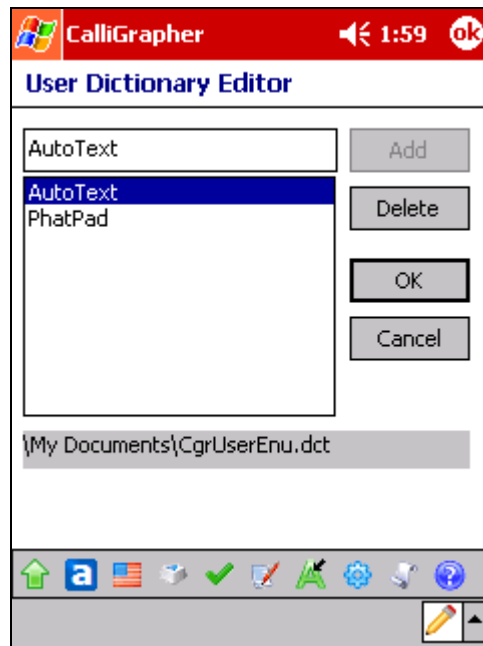 CalliGrapher 1:59 ok
User Dictionary Editor
AutoText Add
AutoText
PhatPad
Delete
OK
Cancel
\My Documents\CgrUserEnu.dct
a